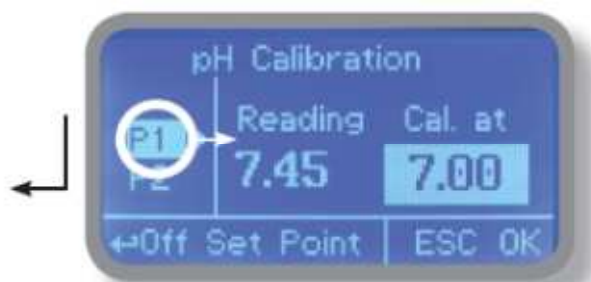 pH Calibration
Reading Cal. at
P1 7.45 7.00
P2
↩Off Set Point ESC OK